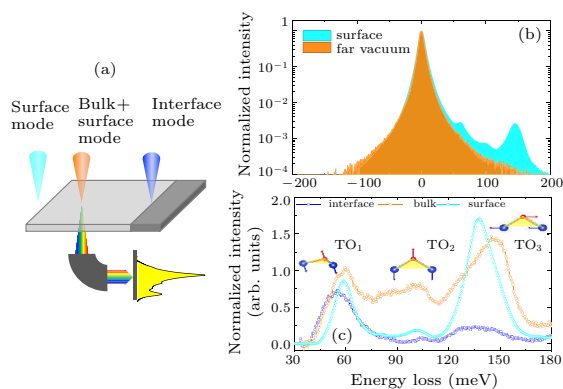 (a)
Surface mode
Bulk+ surface mode
Interface mode
Normalized intensity
1
10−1
10−2
10−3
10−4
surface
far vacuum
(b)
−200
−100
0
100
200
Normalized intensity
(arb. units)
2.0
1.5
1.0
0.5
0.0
interface
bulk
surface
TO1
TO2
TO3
(c)
30
60
90
120
150
180
Energy loss (meV)